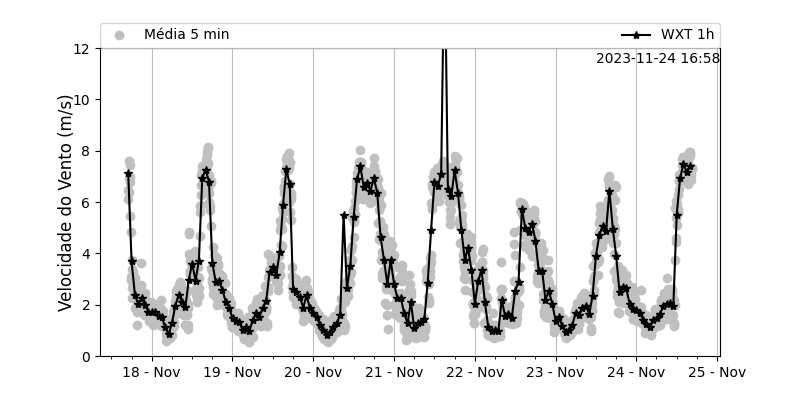 Média 5 min
WXT 1h
2023-11-24 16:58
Velocidade do Vento (m/s)
12
10
8
6
4
2
0
18 - Nov
19 - Nov
20 - Nov
21 - Nov
22 - Nov
23 - Nov
24 - Nov
25 - Nov